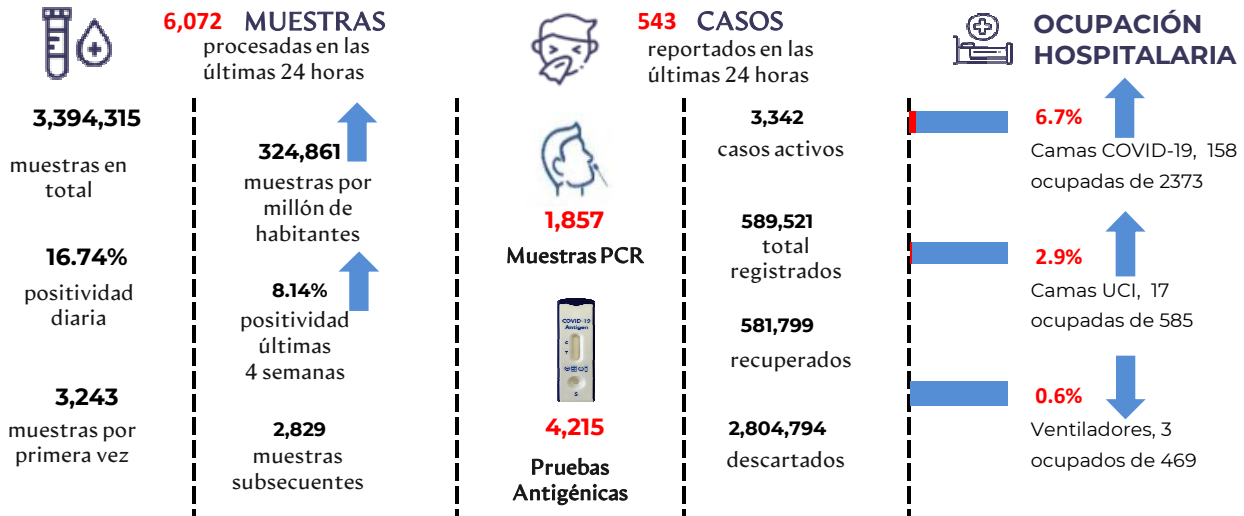 6,072 MUESTRAS
procesadas en las
últimas 24 horas
3,394,315
muestras en
total
16.74%
positividad
diaria
3,243
muestras por
primera vez
324,861
muestras por
millón de
habitantes
8.14%
positividad
últimas
4 semanas
2,829
muestras
subsecuentes
543 CASOS
reportados en las
últimas 24 horas
1,857
Muestras PCR
COVID-19
Antigen
C
T
S
4,215
Pruebas
Antigénicas
3,342
casos activos
589,521
total
registrados
581,799
recuperados
2,804,794
descartados
OCUPACIÓN
HOSPITALARIA
6.7%
Camas COVID-19, 158
ocupadas de 2373
2.9%
Camas UCI, 17
ocupadas de 585
0.6%
Ventiladores, 3
ocupados de 469